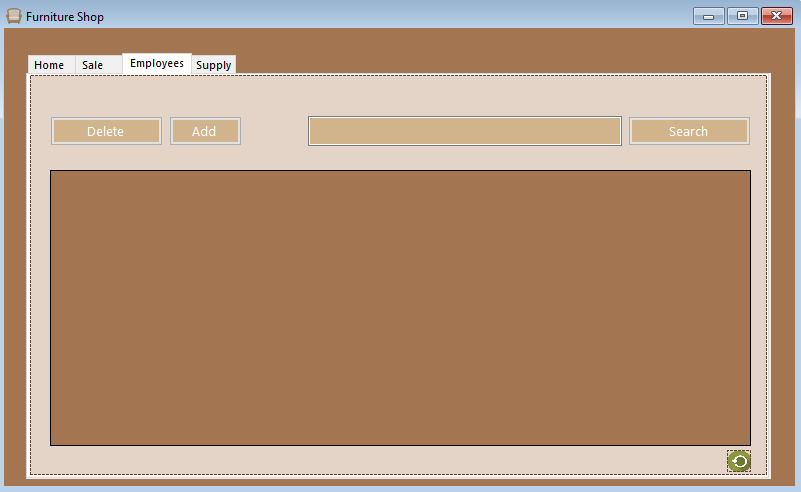 Furniture Shop
Home Sale Employees Supply
Delete Add Search